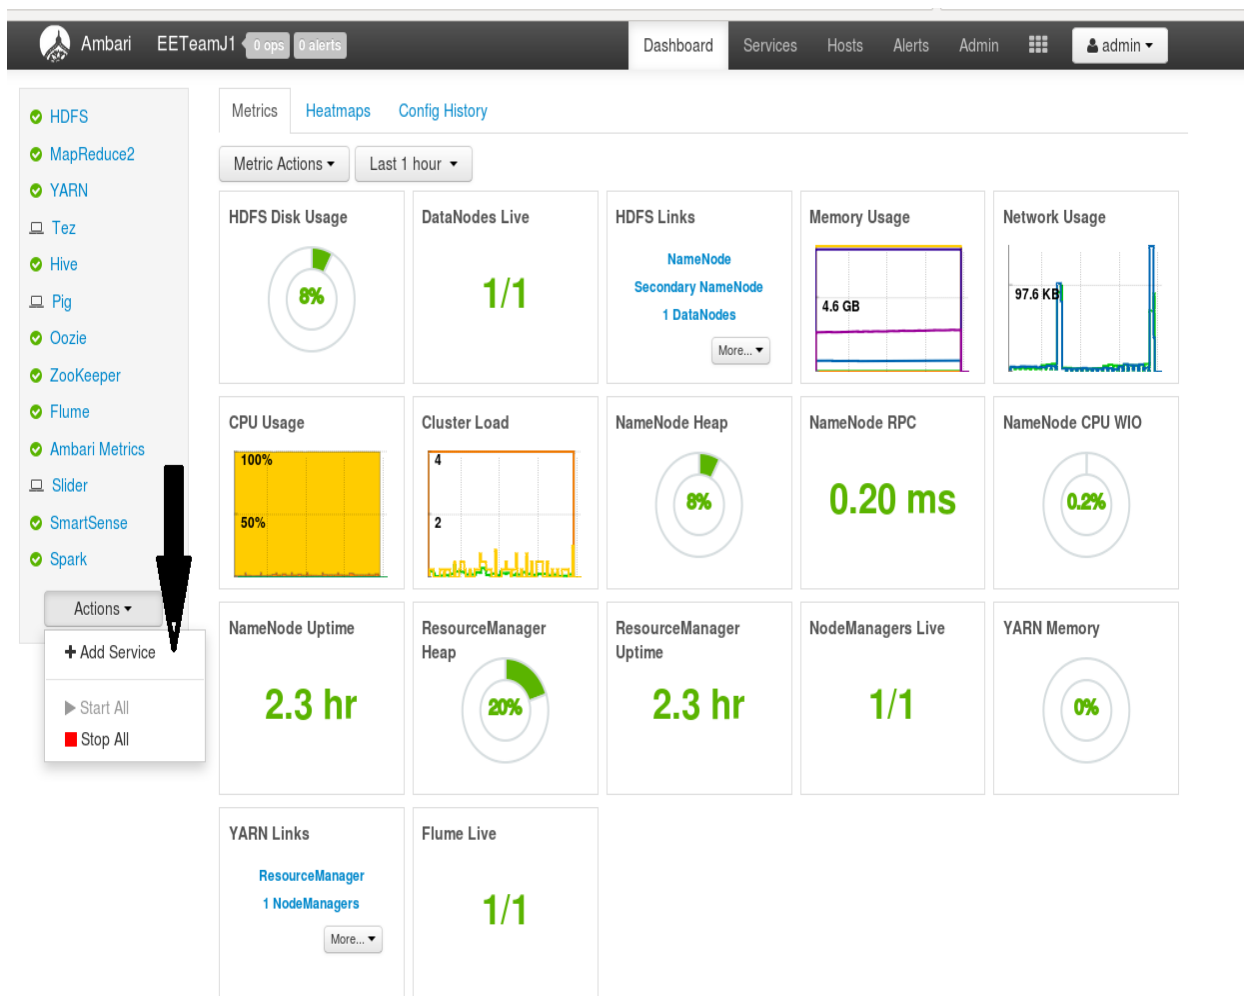 Ambari EETeamJ1 0 ops 0 alerts Dashboard Services Hosts Alerts Admin admin
HDFS
MapReduce2
YARN
Tez
Hive
Pig
Oozie
ZooKeeper
Flume
Ambari Metrics
Slider
SmartSense
Spark
Actions
Add Service
Start All
Stop All
Metrics Heatmaps Config History
Metric Actions Last 1 hour
HDFS Disk Usage
8%
DataNodes Live
1/1
HDFS Links
NameNode
Secondary NameNode
1 DataNodes
More...
Memory Usage
4.6 GB
Network Usage
97.6 KB
CPU Usage
100%
50%
Cluster Load
4
2
NameNode Heap
8%
NameNode RPC
0.20 ms
NameNode CPU WIO
0.2%
NameNode Uptime
2.3 hr
ResourceManager
Heap
20%
ResourceManager
Uptime
2.3 hr
NodeManagers Live
1/1
YARN Memory
0%
YARN Links
ResourceManager
1 NodeManagers
More...
Flume Live
1/1